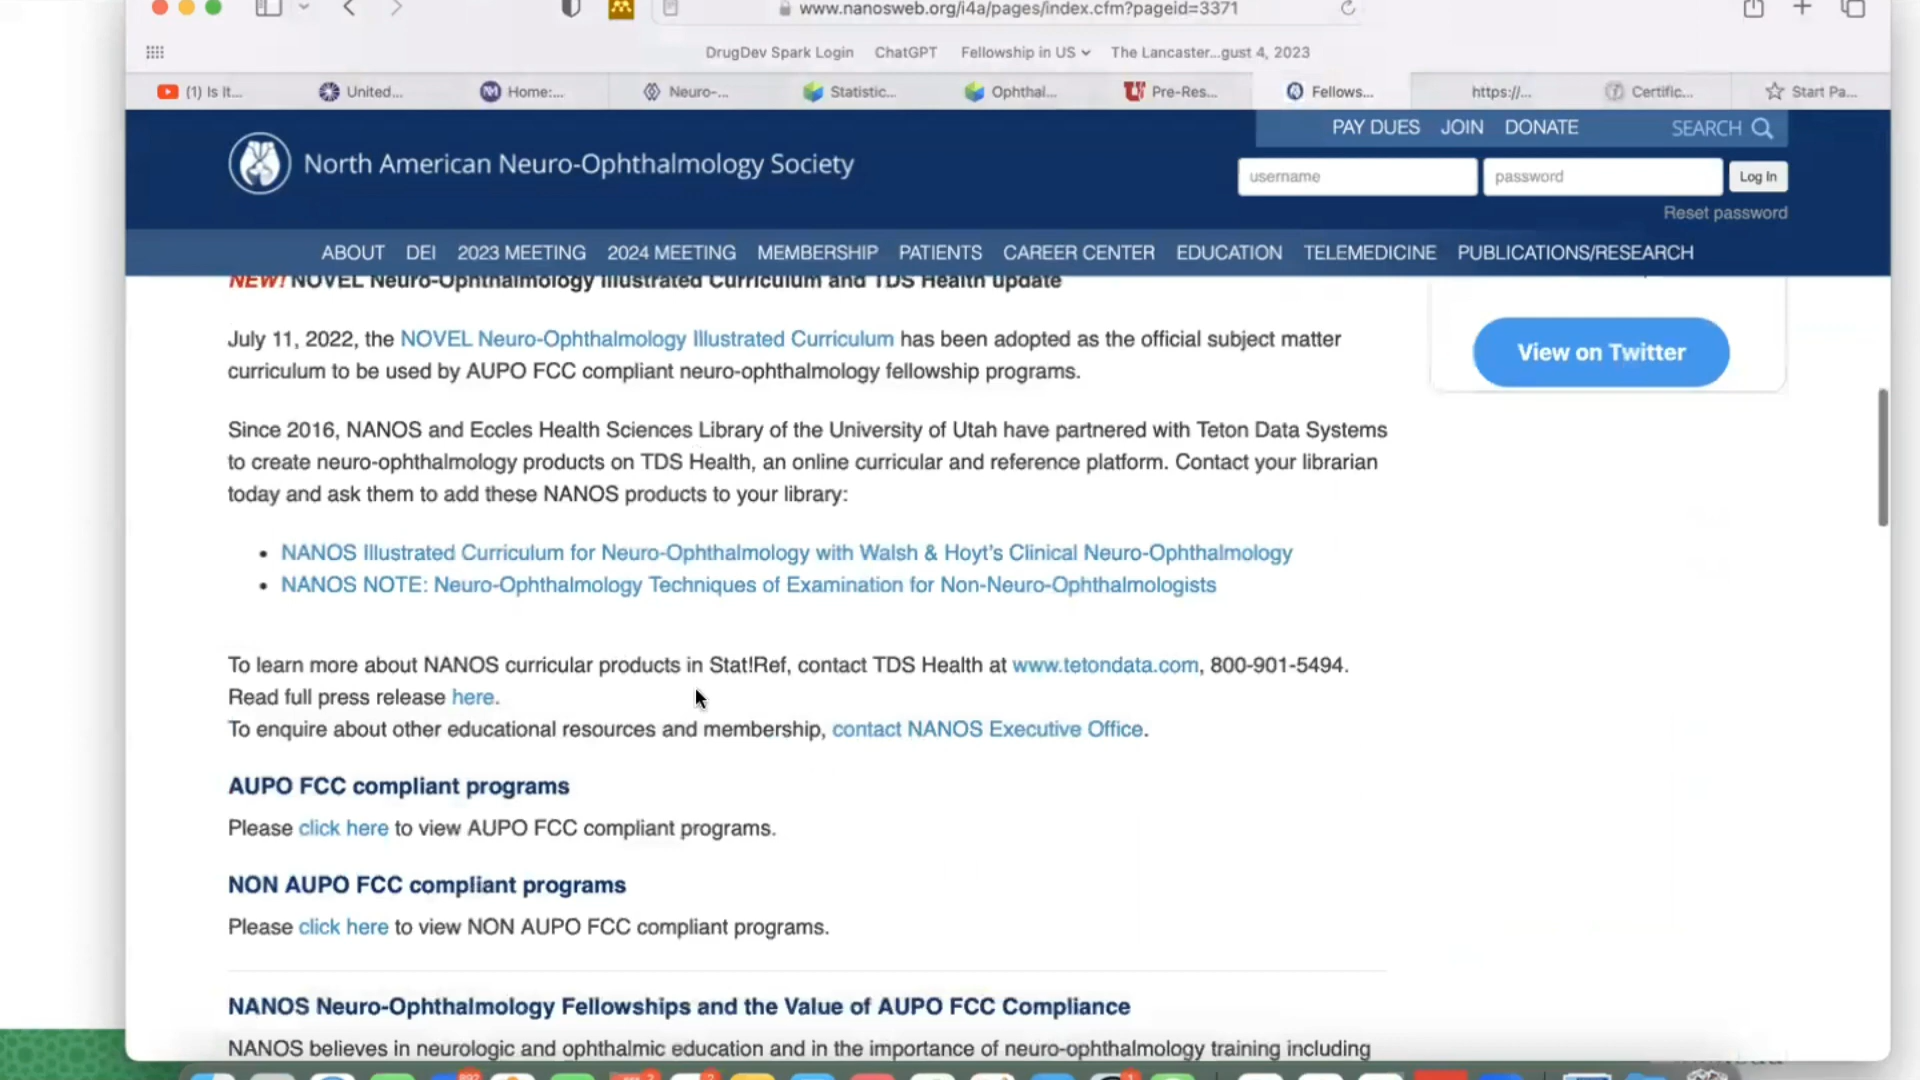 www.nanosweb.org/i4a/pages/index.cfm?pageid=3371
DrugDev Spark Login ChatGPT Fellowship in US The Lancaster...gust 4, 2023
(1) Is It... United... Home:... Neuro-... Statistic... Ophthal... Pre-Res... Fellows... https://... Certific... Start Pa...
PAY DUES JOIN DONATE SEARCH
North American Neuro-Ophthalmology Society
username password Log In
Reset password
ABOUT DEI 2023 MEETING 2024 MEETING MEMBERSHIP PATIENTS CAREER CENTER EDUCATION TELEMEDICINE PUBLICATIONS/RESEARCH
NEW! NOVEL Neuro-Ophthalmology Illustrated Curriculum and TDS Health update
July 11, 2022, the NOVEL Neuro-Ophthalmology Illustrated Curriculum has been adopted as the official subject matter
curriculum to be used by AUPO FCC compliant neuro-ophthalmology fellowship programs.
View on Twitter
Since 2016, NANOS and Eccles Health Sciences Library of the University of Utah have partnered with Teton Data Systems
to create neuro-ophthalmology products on TDS Health, an online curricular and reference platform. Contact your librarian
today and ask them to add these NANOS products to your library:
• NANOS Illustrated Curriculum for Neuro-Ophthalmology with Walsh & Hoyt's Clinical Neuro-Ophthalmology
• NANOS NOTE: Neuro-Ophthalmology Techniques of Examination for Non-Neuro-Ophthalmologists
To learn more about NANOS curricular products in Stat!Ref, contact TDS Health at www.tetondata.com, 800-901-5494.
Read full press release here.
To enquire about other educational resources and membership, contact NANOS Executive Office.
AUPO FCC compliant programs
Please click here to view AUPO FCC compliant programs.
NON AUPO FCC compliant programs
Please click here to view NON AUPO FCC compliant programs.
NANOS Neuro-Ophthalmology Fellowships and the Value of AUPO FCC Compliance
NANOS believes in neurologic and ophthalmic education and in the importance of neuro-ophthalmology training including